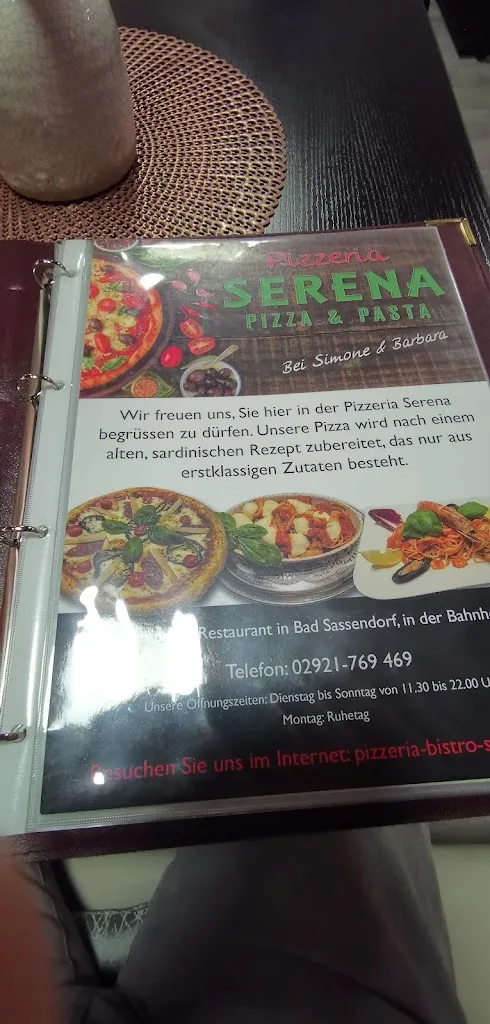 Pizzeria
SERENA
PIZZA & PASTA
Bei Simone & Barbara
Wir freuen uns, Sie hier in der Pizzeria Serena
begrüssen zu dürfen. Unsere Pizza wird nach einem
alten, sardinischen Rezept zubereitet, das nur aus
erstklassigen Zutaten besteht.
Restaurant in Bad Sassendorf, in der
Telefon: 02921-769 469
Unsere Öffnungszeiten: Dienstag bis Sonntag von 11.30 bis 22.00
Montag: Ruhetag
Besuchen Sie uns im Internet: